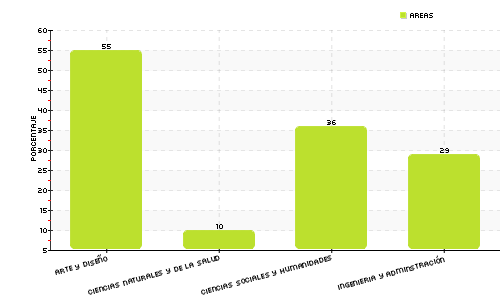 AREAS
PORCENTAJE
60
55
50
45
40
35
30
25
20
15
10
5
55
10
36
29
ARTE Y DISEÑO
CIENCIAS NATURALES Y DE LA SALUD
CIENCIAS SOCIALES Y HUMANIDADES
INGENIERIA Y ADMINSTRACIÓN